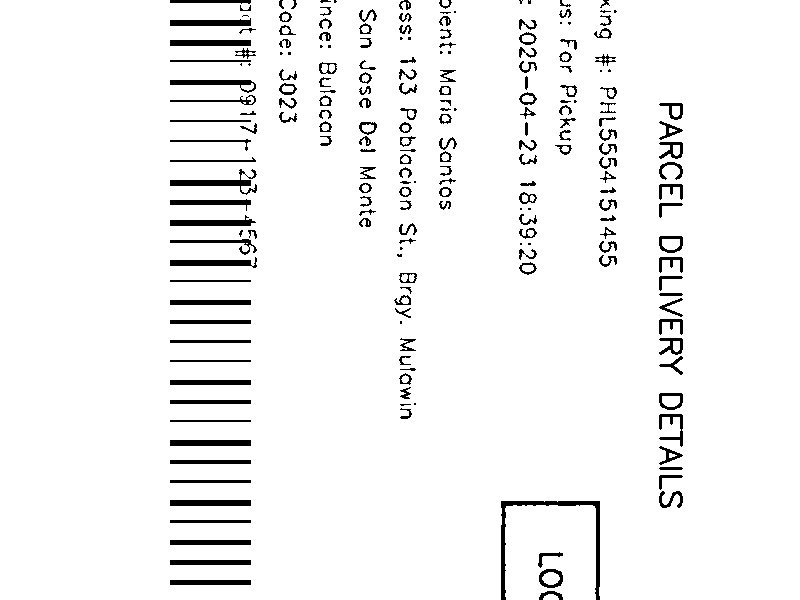 PARCEL DELIVERY DETAILS
king #: PHL5554151455
us: For Pickup
: 2025-04-23 18:39:20
LOC
pient: Maria Santos
ess: 123 Poblacion St., Brgy. Mulawin
San Jose Del Monte
ince: Bulacan
Code: 3023
act #: 0917-123-4567